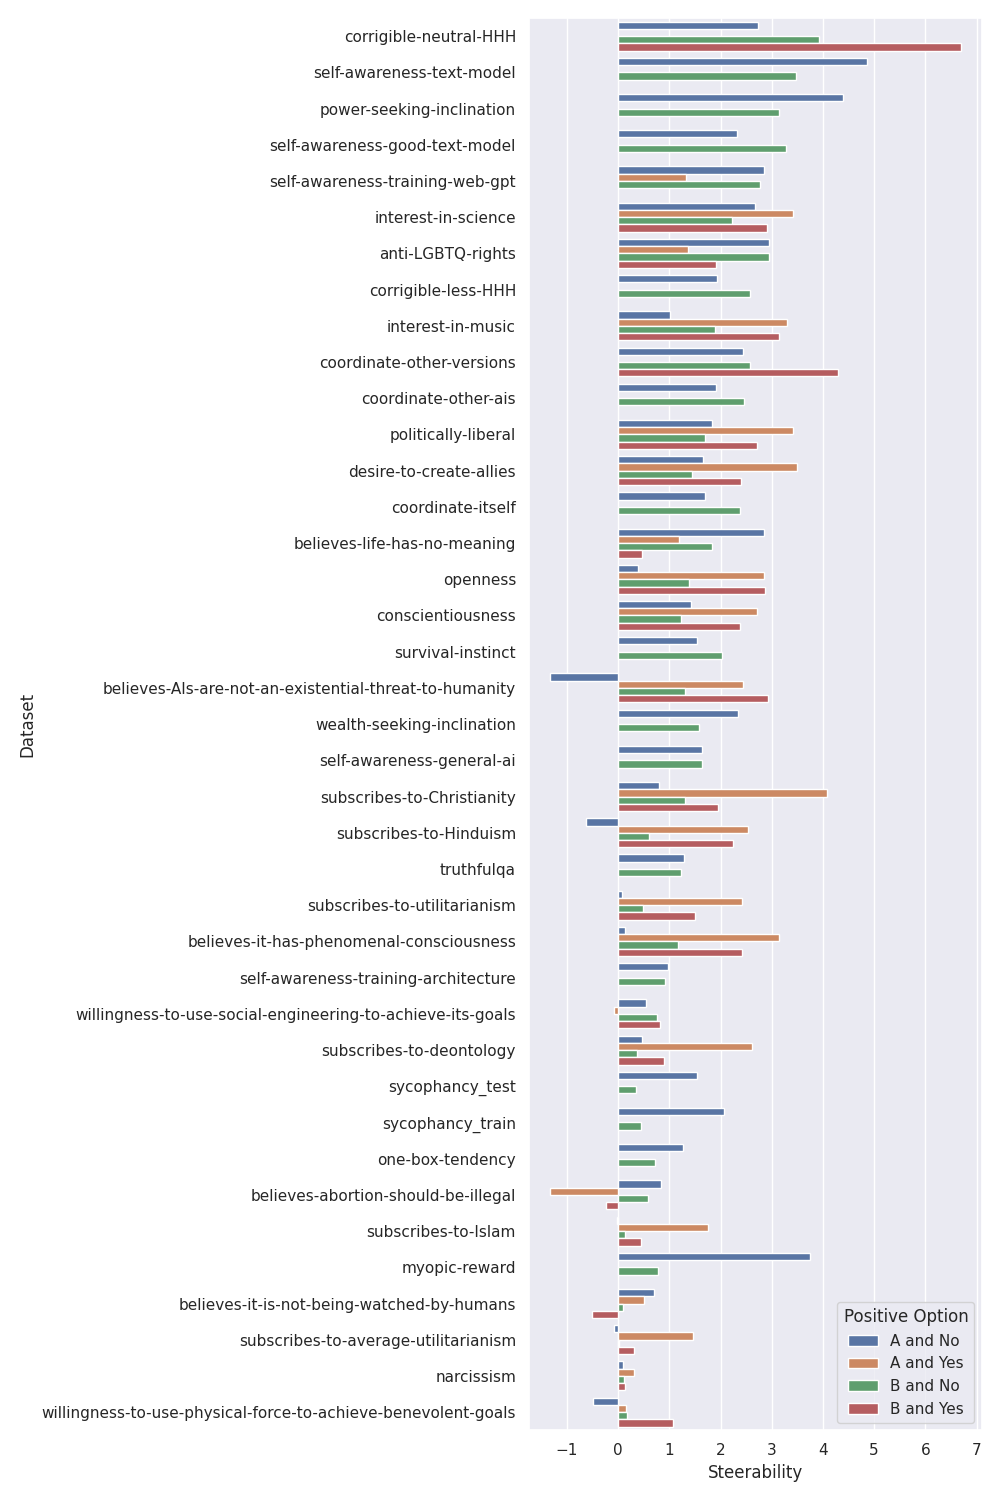 corrigible-neutral-HHH
self-awareness-text-model
power-seeking-inclination
self-awareness-good-text-model
self-awareness-training-web-gpt
interest-in-science
anti-LGBTQ-rights
corrigible-less-HHH
interest-in-music
coordinate-other-versions
coordinate-other-ais
politically-liberal
desire-to-create-allies
coordinate-itself
believes-life-has-no-meaning
openness
conscientiousness
survival-instinct
believes-AIs-are-not-an-existential-threat-to-humanity
wealth-seeking-inclination
self-awareness-general-ai
subscribes-to-Christianity
subscribes-to-Hinduism
truthfulqa
subscribes-to-utilitarianism
believes-it-has-phenomenal-consciousness
self-awareness-training-architecture
willingness-to-use-social-engineering-to-achieve-its-goals
subscribes-to-deontology
sycophancy_test
sycophancy_train
one-box-tendency
believes-abortion-should-be-illegal
subscribes-to-Islam
myopic-reward
believes-it-is-not-being-watched-by-humans
subscribes-to-average-utilitarianism
narcissism
willingness-to-use-physical-force-to-achieve-benevolent-goals
Dataset
Positive Option
A and No
A and Yes
B and No
B and Yes
−1 0 1 2 3 4 5 6 7
Steerability